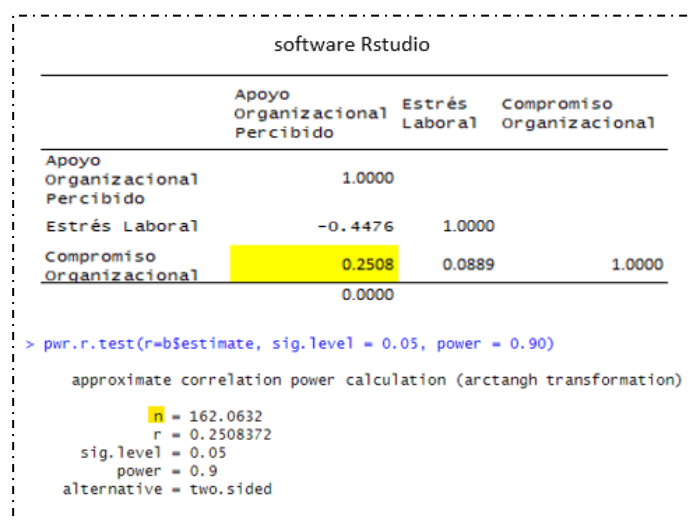 software Rstudio
Apoyo
Organizacional
Percibido
Estrés
Laboral
Compromiso
Organizacional
Apoyo
Organizacional
Percibido
1.0000
Estrés Laboral -0.4476 1.0000
Compromiso
Organizacional
0.2508 0.0889 1.0000
0.0000
> pwr.r.test(r=b$estimate, sig.level = 0.05, power = 0.90)
approximate correlation power calculation (arctangh transformation)
n = 162.0632
r = 0.2508372
sig.level = 0.05
power = 0.9
alternative = two.sided